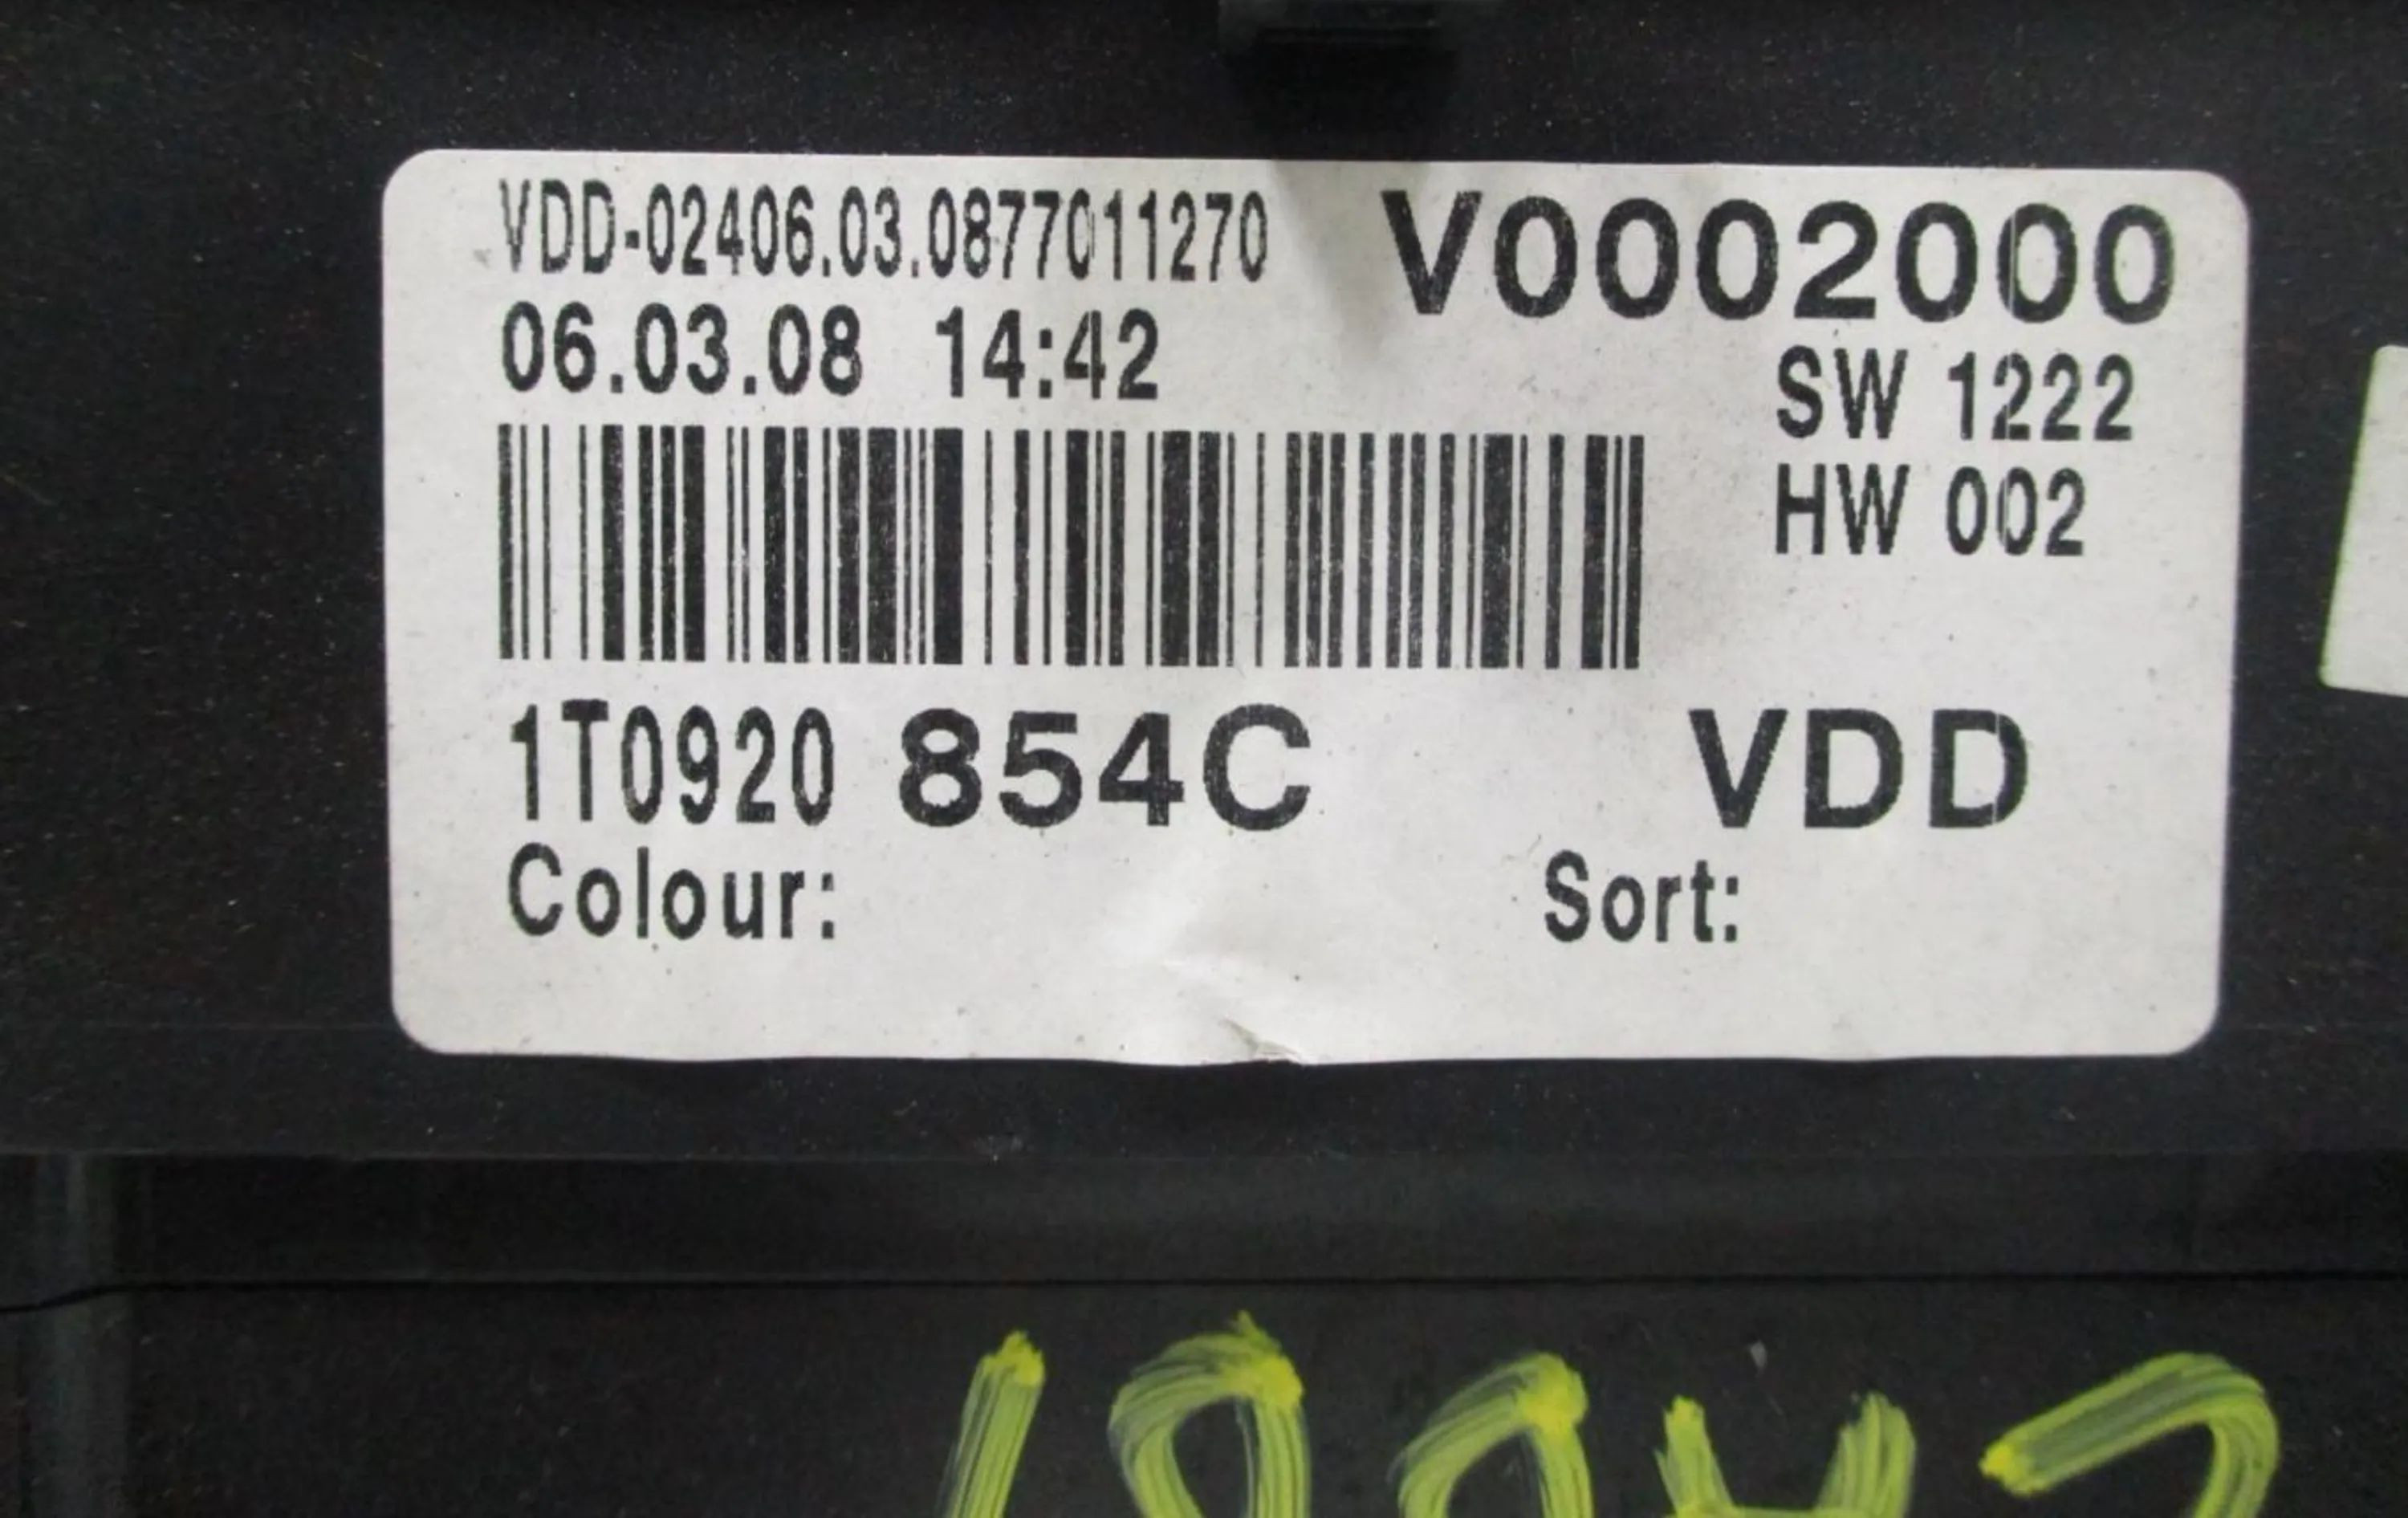 VDD-02406.03.0877011270 V0002000
06.03.08 14:42
SW 1222
HW 002
1T0920 854C VDD
Colour: Sort: